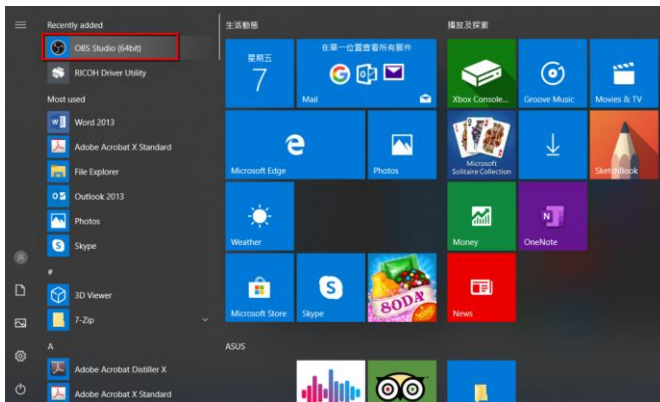 Recently added
OBS Studio (64bit)
RICOH Driver Utility
Most used
Word 2013
Adobe Acrobat X Standard
File Explorer
Outlook 2013
Photos
Skype
#
3D Viewer
7-Zip
A
Adobe Acrobat Distiller X
Adobe Acrobat X Standard
生活動態
星期五
7
在單一位置查看所有郵件
Mail
Microsoft Edge
Photos
Weather
Microsoft Store
Skype
SODA
ASUS
播放及探索
Xbox Console...
Groove Music
Movies & TV
Microsoft
Solitaire Collection
SketchBook
Money
OneNote
News